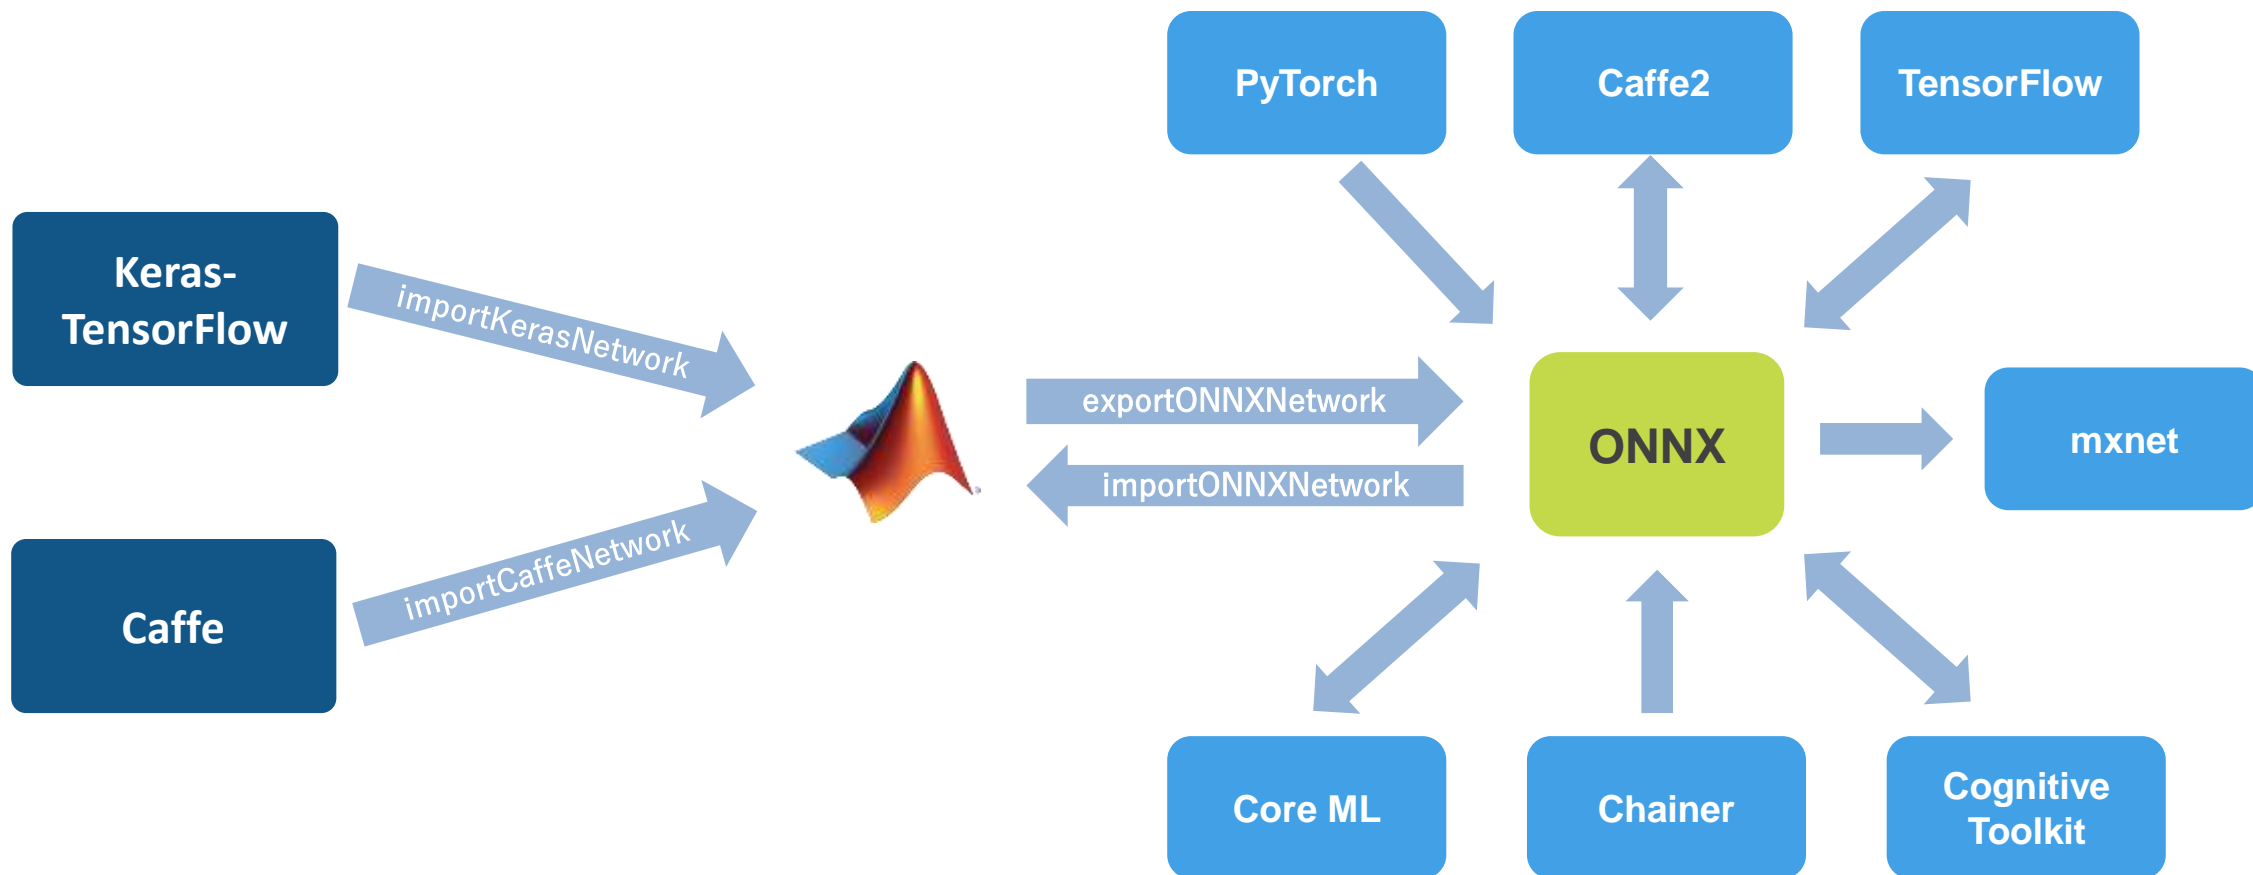 PyTorch
Caffe2
TensorFlow
Keras-
TensorFlow
importKerasNetwork
exportONNXNetwork
importONNXNetwork
ONNX
mxnet
importCaffeNetwork
Caffe
Core ML
Chainer
Cognitive
Toolkit